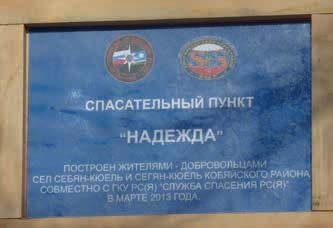 СПАСАТЕЛЬНЫЙ ПУНКТ
“НАДЕЖДА”
ПОСТРОЕН ЖИТЕЛЯМИ - ДОБРОВОЛЬЦАМИ
СЕЛ СЕБЯН-КЮЕЛЬ И СЕГЯН-КЮЕЛЬ КОБЯЙСКОГО РАЙОНА
СОВМЕСТНО С ГКУ РС(Я) "СЛУЖБА СПАСЕНИЯ РС(Я)"
В МАРТЕ 2013 ГОДА.